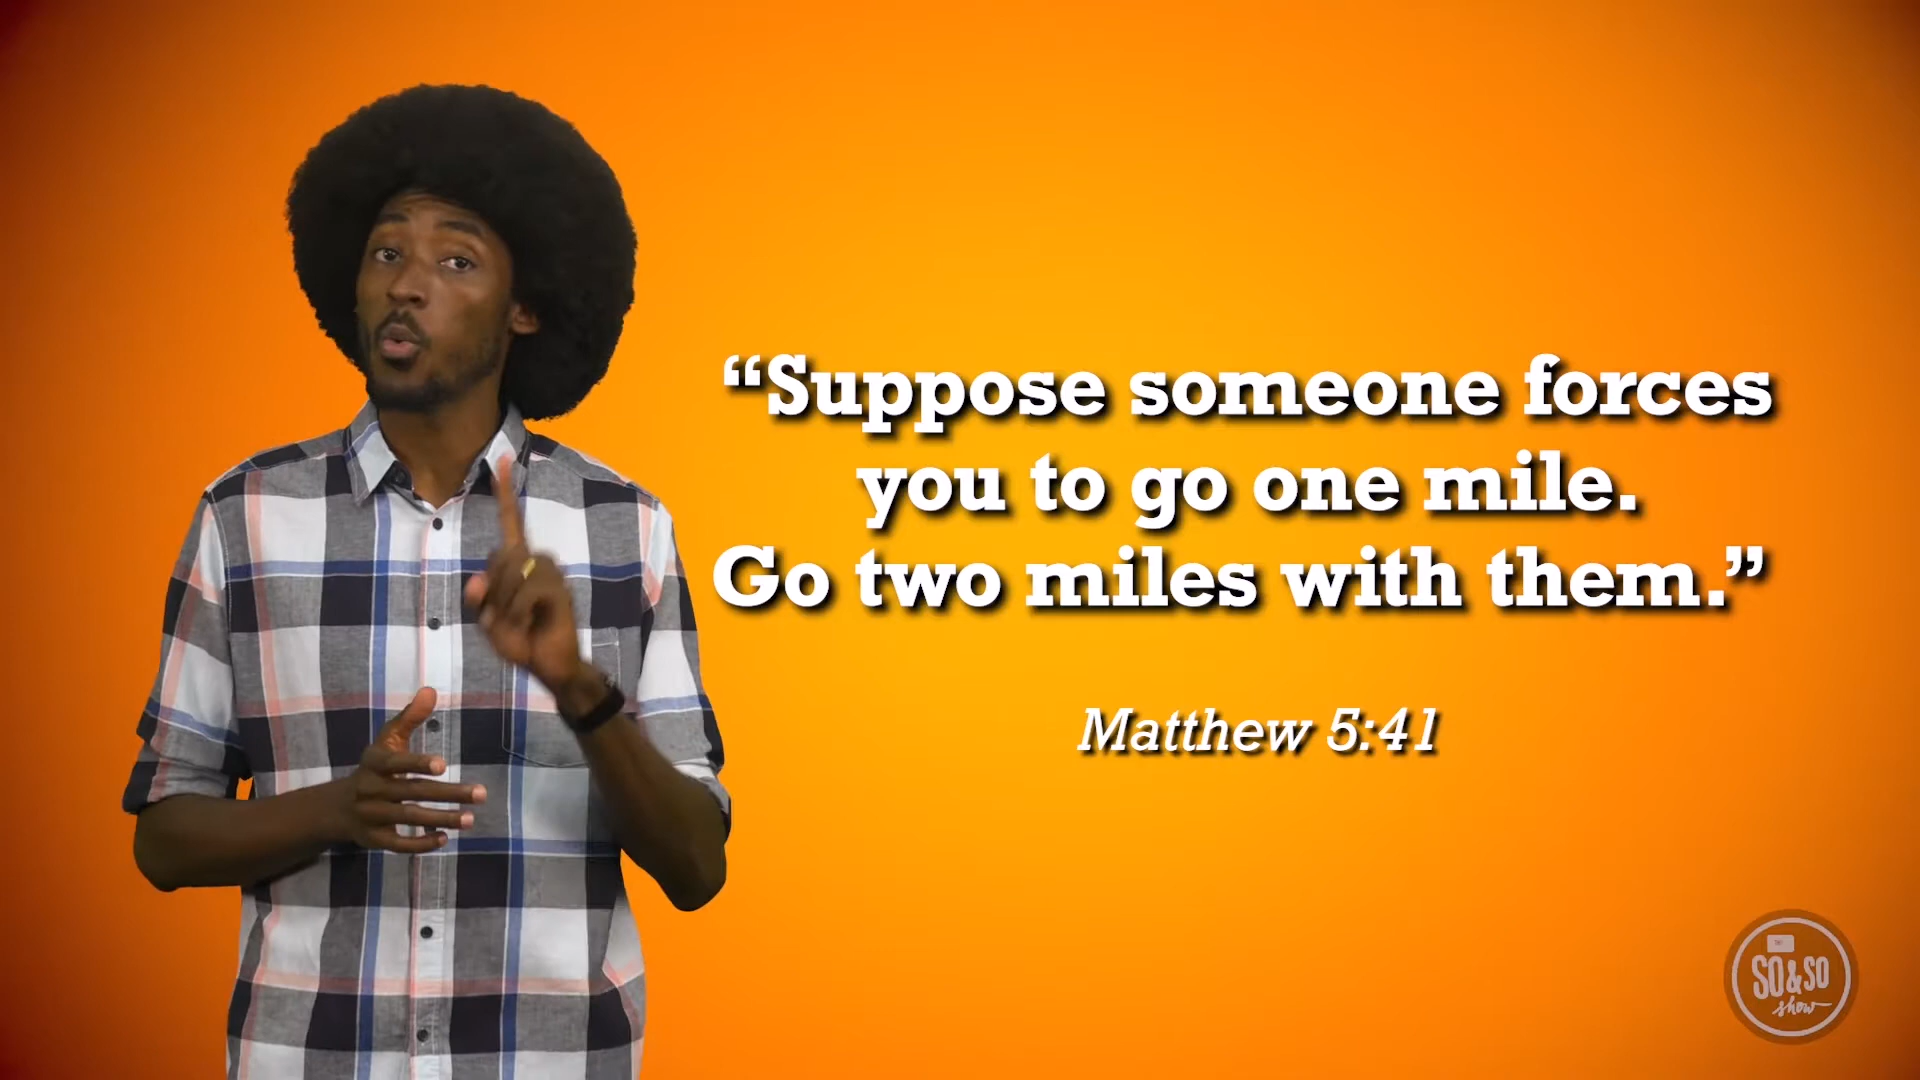 “Suppose someone forces
you to go one mile.
Go two miles with them.”
Matthew 5:41
THE
SO & SO
show